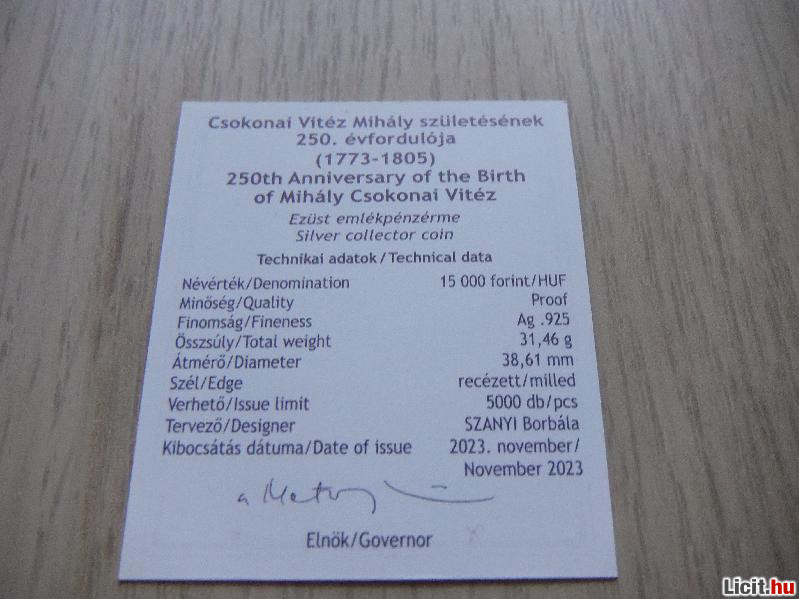 Csokonai Vitéz Mihály születésének
250. évfordulója
(1773-1805)
250th Anniversary of the Birth
of Mihály Csokonai Vitéz
Ezüst emlékpénzérme
Silver collector coin
Technikai adatok/Technical data
Névérték/Denomination 15 000 forint/HUF
Minőség/Quality Proof
Finomság/Fineness Ag .925
Összsúly/Total weight 31,46 g
Átmérő/Diameter 38,61 mm
Szél/Edge recézett/milled
Verhető/Issue limit 5000 db/pcs
Tervező/Designer SZANYI Borbála
Kibocsátás dátuma/Date of issue 2023. november/
November 2023
Elnök/Governor
Licit.hu